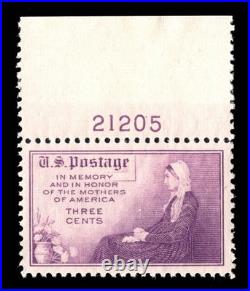 21205
U.S. Postage
IN MEMORY
AND IN HONOR
OF THE MOTHERS
OF AMERICA
THREE
CENTS